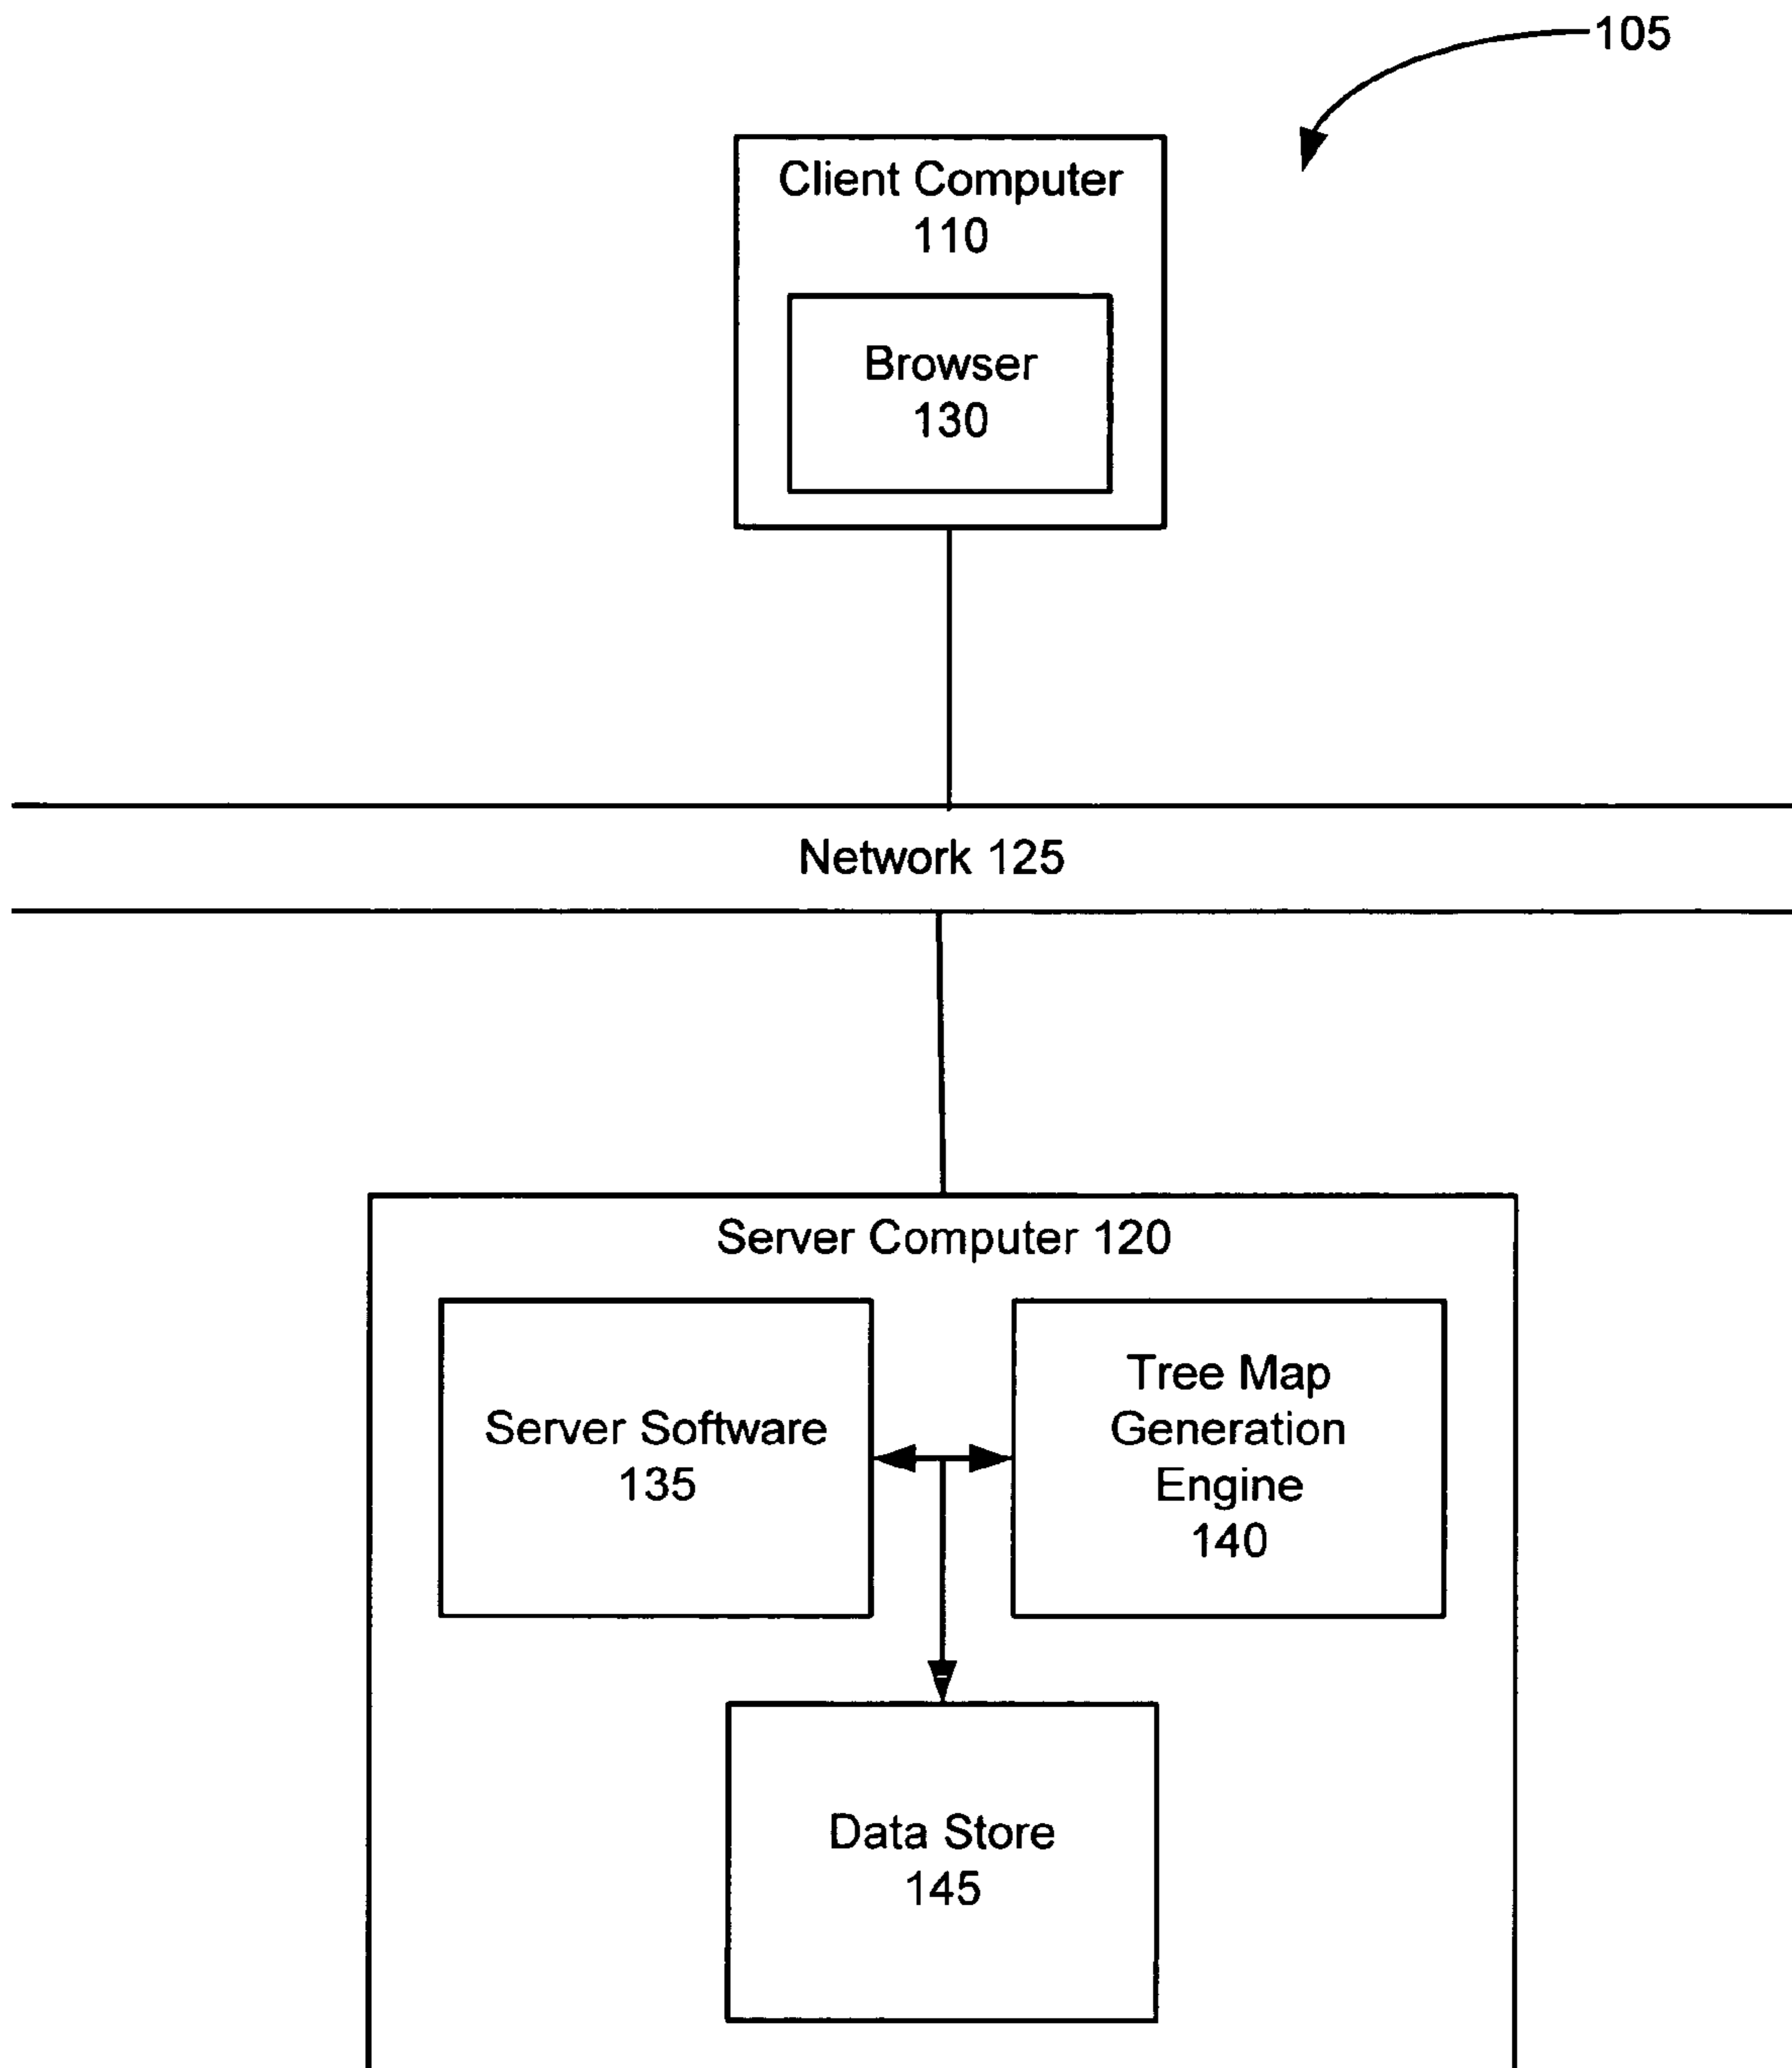 105
Client Computer
110
Browser
130
Network 125
Server Computer 120
Server Software
135
Tree Map
Generation
Engine
140
Data Store
145